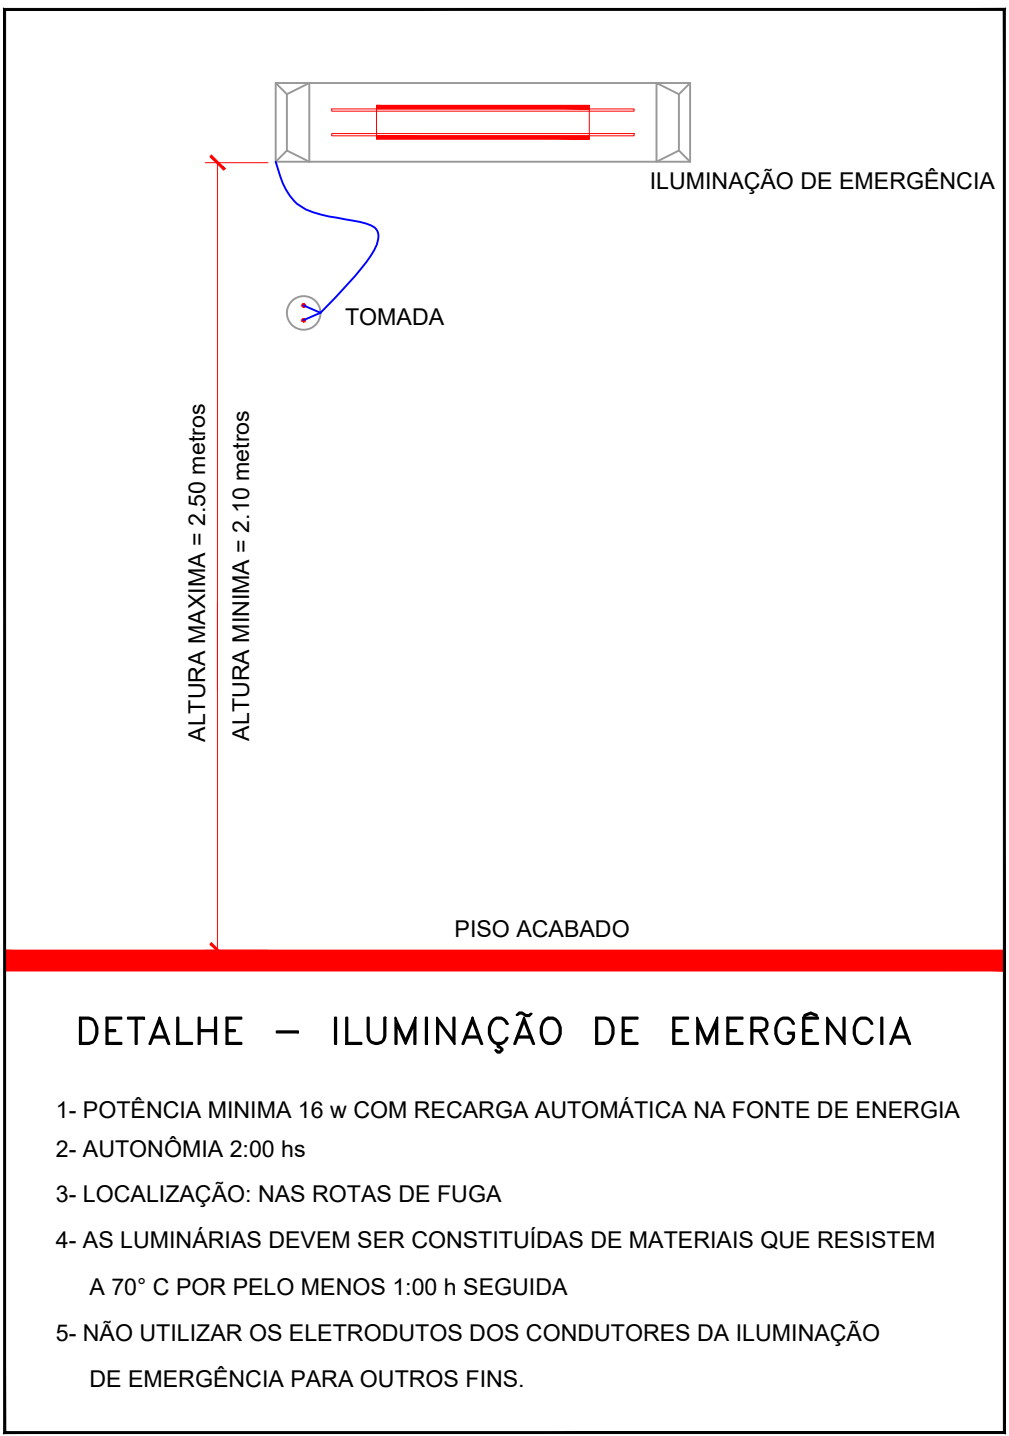 ILUMINAÇÃO DE EMERGÊNCIA
TOMADA
ALTURA MAXIMA = 2.50 metros
ALTURA MINIMA = 2.10 metros
PISO ACABADO
DETALHE – ILUMINAÇÃO DE EMERGÊNCIA
1- POTÊNCIA MINIMA 16 w COM RECARGA AUTOMÁTICA NA FONTE DE ENERGIA
2- AUTONÔMIA 2:00 hs
3- LOCALIZAÇÃO: NAS ROTAS DE FUGA
4- AS LUMINÁRIAS DEVEM SER CONSTITUÍDAS DE MATERIAIS QUE RESISTEM
A 70° C POR PELO MENOS 1:00 h SEGUIDA
5- NÃO UTILIZAR OS ELETRODUTOS DOS CONDUTORES DA ILUMINAÇÃO
DE EMERGÊNCIA PARA OUTROS FINS.